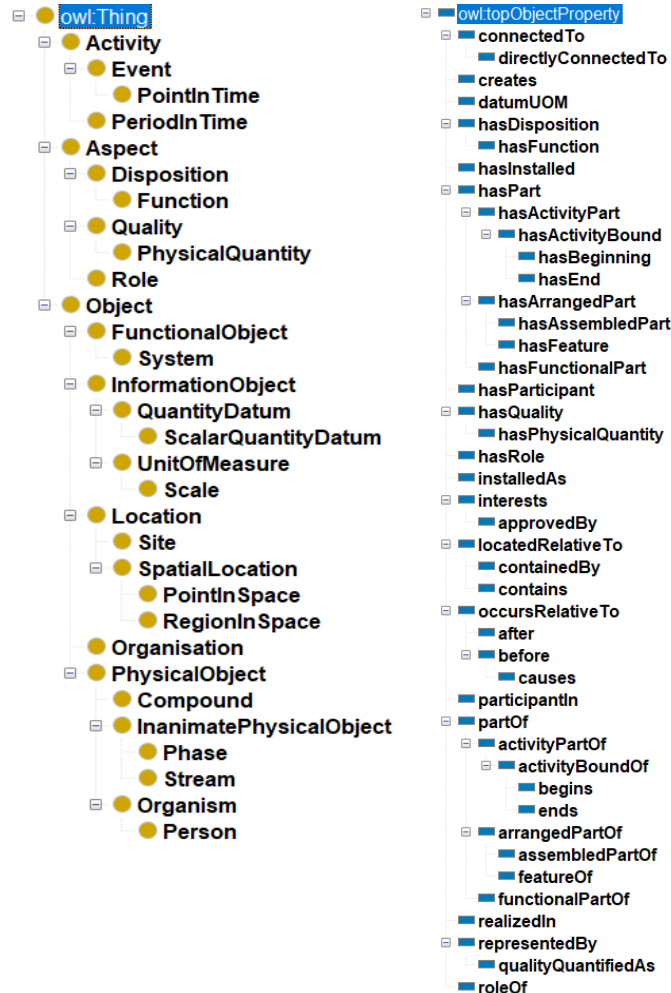 owl:Thing
Activity
Event
PointInTime
PeriodInTime
Aspect
Disposition
Function
Quality
PhysicalQuantity
Role
Object
FunctionalObject
System
InformationObject
QuantityDatum
ScalarQuantityDatum
UnitOfMeasure
Scale
Location
Site
SpatialLocation
PointInSpace
RegionInSpace
Organisation
PhysicalObject
Compound
InanimatePhysicalObject
Phase
Stream
Organism
Person
owl:topObjectProperty
connectedTo
directlyConnectedTo
creates
datumUOM
hasDisposition
hasFunction
hasInstalled
hasPart
hasActivityPart
hasActivityBound
hasBeginning
hasEnd
hasArrangedPart
hasAssembledPart
hasFeature
hasFunctionalPart
hasParticipant
hasQuality
hasPhysicalQuantity
hasRole
installedAs
interests
approvedBy
locatedRelativeTo
containedBy
contains
occursRelativeTo
after
before
causes
participantIn
partOf
activityPartOf
activityBoundOf
begins
ends
arrangedPartOf
assembledPartOf
featureOf
functionalPartOf
realizedIn
representedBy
qualityQuantifiedAs
roleOf